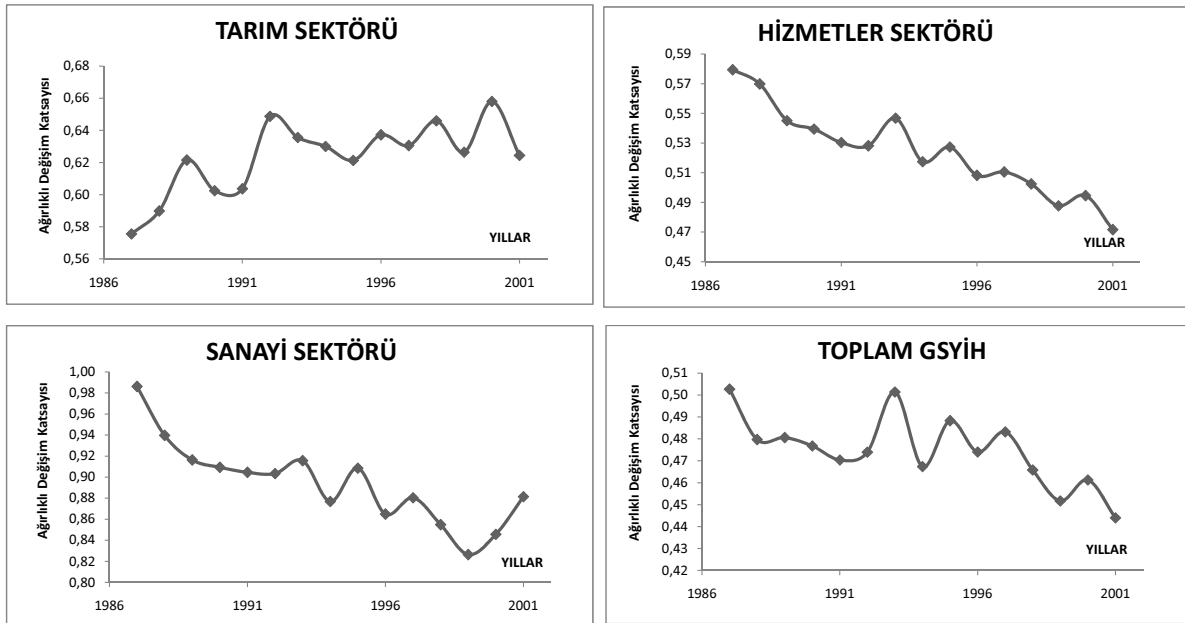 TARIM SEKTÖRÜ
Ağırlıklı Değişim Katsayısı
0,68
0,66
0,64
0,62
0,60
0,58
0,56
YILLAR
1986 1991 1996 2001
HİZMETLER SEKTÖRÜ
Ağırlıklı Değişim Katsayısı
0,59
0,57
0,55
0,53
0,51
0,49
0,47
0,45
YILLAR
1986 1991 1996 2001
SANAYİ SEKTÖRÜ
Ağırlıklı Değişim Katsayısı
1,00
0,98
0,96
0,94
0,92
0,90
0,88
0,86
0,84
0,82
0,80
YILLAR
1986 1991 1996 2001
TOPLAM GSYİH
Ağırlıklı Değişim Katsayısı
0,51
0,50
0,49
0,48
0,47
0,46
0,45
0,44
0,43
0,42
YILLAR
1986 1991 1996 2001